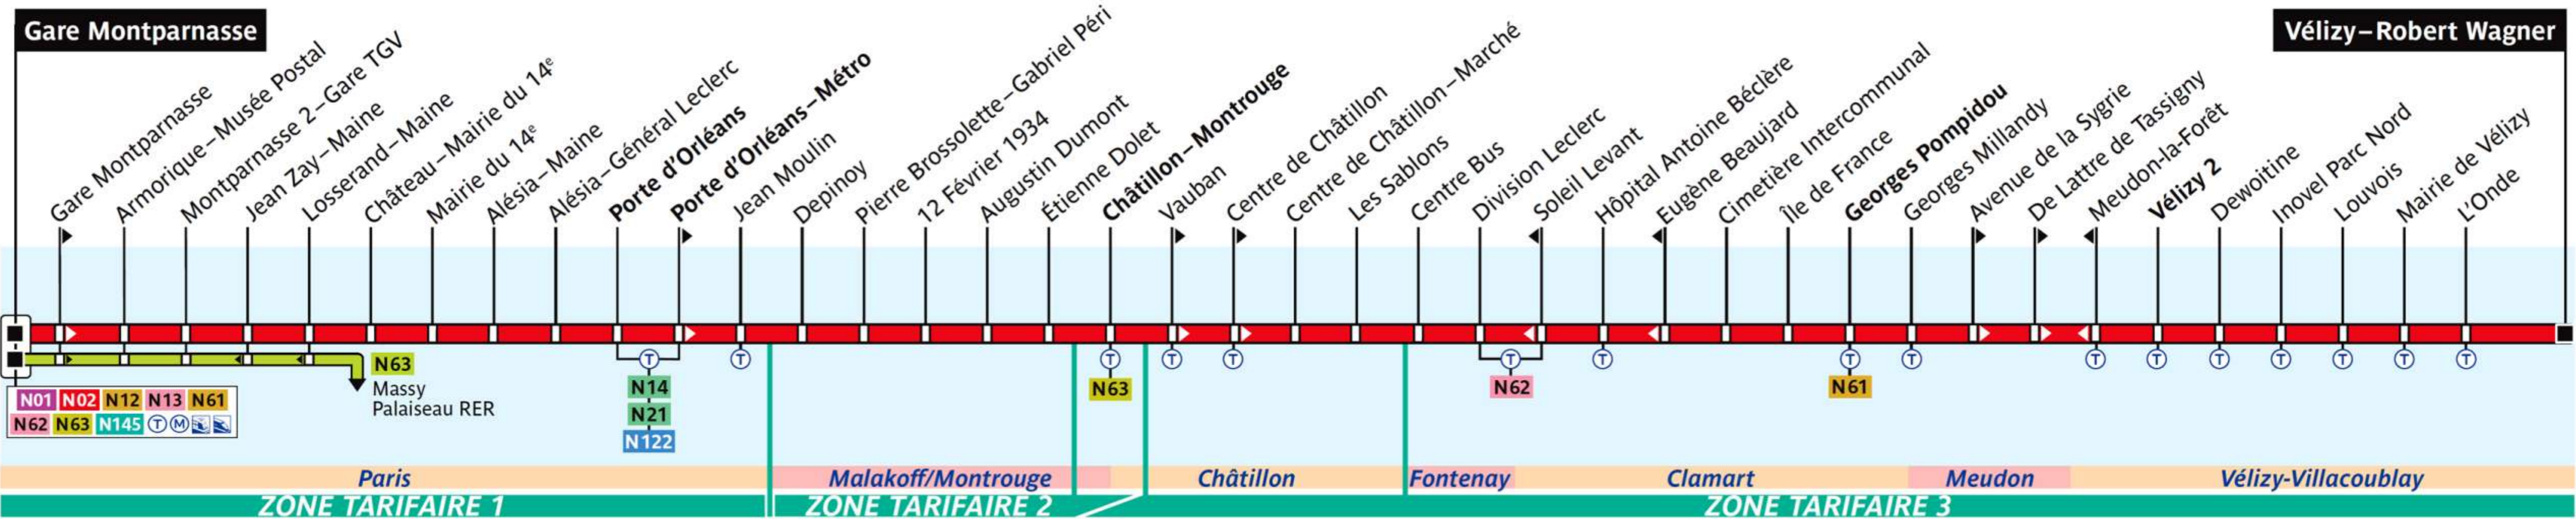 Gare Montparnasse
Vélizy–Robert Wagner
Gare Montparnasse
Armorique–Musée Postal
Montparnasse 2–Gare TGV
Jean Zay–Maine
Losserand–Maine
Château–Mairie du 14e
Mairie du 14e
Alésia–Maine
Alésia–Général Leclerc
Porte d'Orléans
Porte d'Orléans–Métro
Jean Moulin
Depinoy
Pierre Brossolette–Gabriel Péri
12 Février 1934
Augustin Dumont
Étienne Dolet
Châtillon–Montrouge
Vauban
Centre de Châtillon
Centre de Châtillon–Marché
Les Sablons
Centre Bus
Division Leclerc
Soleil Levant
Hôpital Antoine Béclère
Eugène Beaujard
Cimetière Intercommunal
Île de France
Georges Pompidou
Georges Millandy
Avenue de la Sygrie
De Lattre de Tassigny
Meudon-la-Forêt
Vélizy 2
Dewoitine
Inovel Parc Nord
Louvois
Mairie de Vélizy
L'Onde
T T T T T T T T T T T T T T T T
N63
Massy
Palaiseau RER
N01 N02 N12 N13 N61
N62 N63 N145 T M
N14
N21
N122
N63
N62
N61
Paris
Malakoff/Montrouge
Châtillon
Fontenay
Clamart
Meudon
Vélizy-Villacoublay
ZONE TARIFAIRE 1
ZONE TARIFAIRE 2
ZONE TARIFAIRE 3